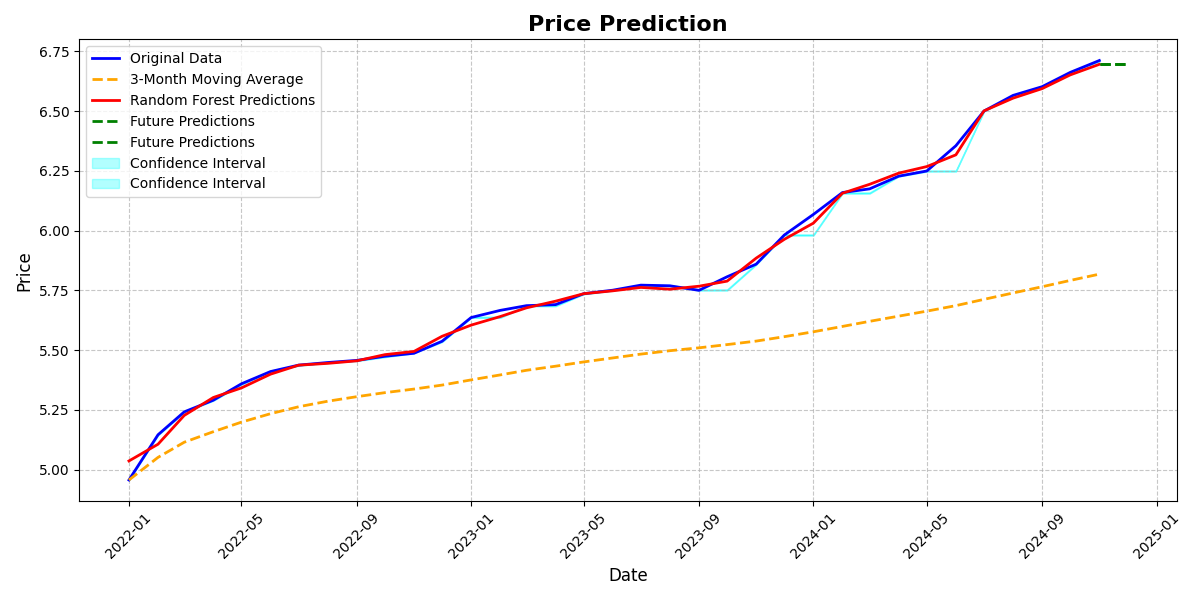 Price Prediction
Original Data
3-Month Moving Average
Random Forest Predictions
Future Predictions
Future Predictions
Confidence Interval
Confidence Interval
Price
6.75
6.50
6.25
6.00
5.75
5.50
5.25
5.00
2022-01
2022-05
2022-09
2023-01
2023-05
2023-09
2024-01
2024-05
2024-09
2025-01
Date